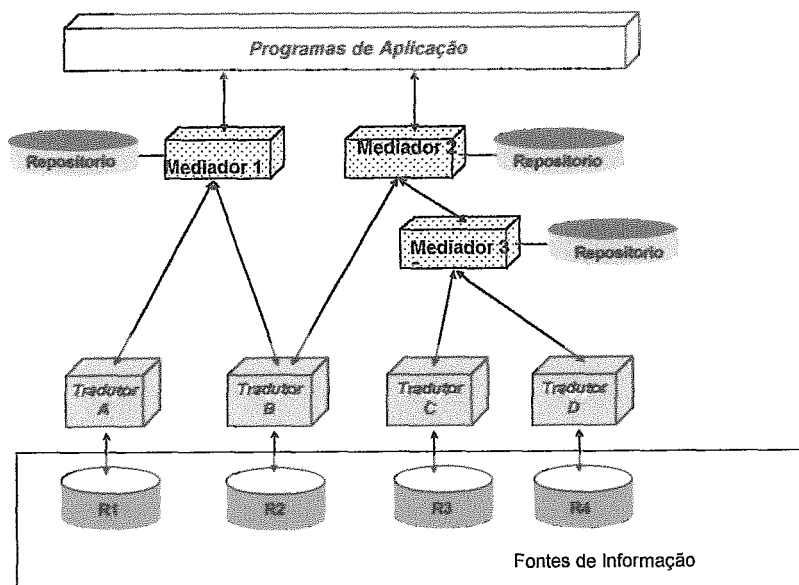 Programas de Aplicação
Repositorio
Mediador 1
Mediador 2
Repositorio
Mediador 3
Repositorio
Tradutor
A
Tradutor
B
Tradutor
C
Tradutor
D
R1
R2
R3
R4
Fontes de Informação